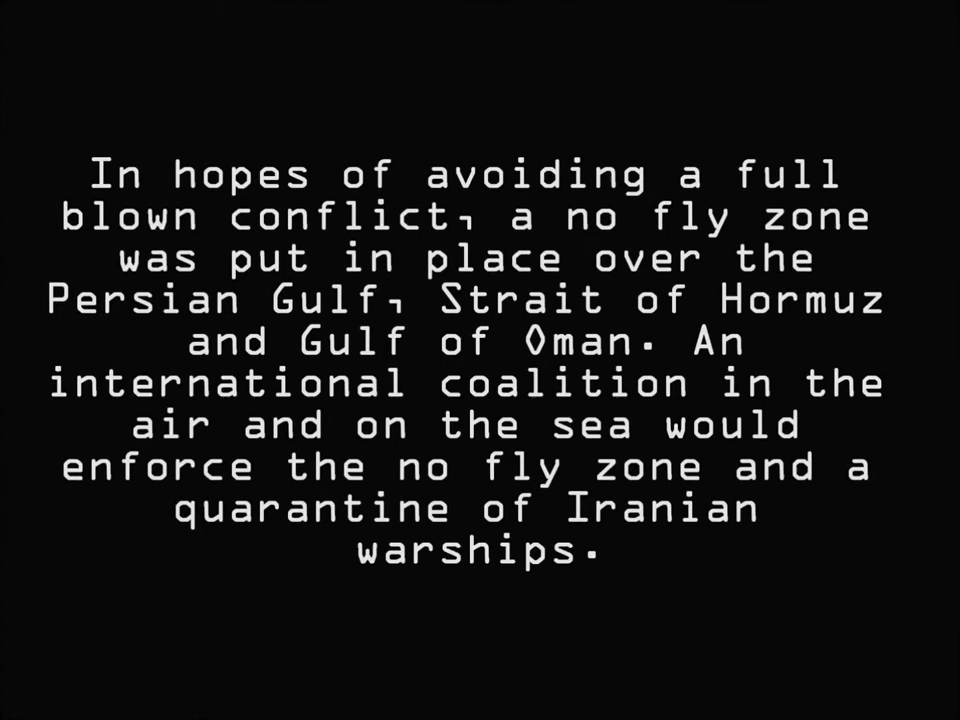 In hopes of avoiding a full
blown conflict, a no fly zone
was put in place over the
Persian Gulf, Strait of Hormuz
and Gulf of Oman. An
international coalition in the
air and on the sea would
enforce the no fly zone and a
quarantine of Iranian
warships.